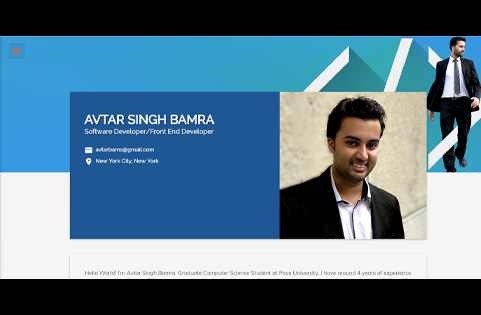 AVTAR SINGH BAMRA
Software Developer/Front End Developer
avtarbamra@gmail.com
New York City, New York
Hello World! I'm Avtar Singh Bamra, Graduate Computer Science Student at Pace University. I have around 4 years of experience